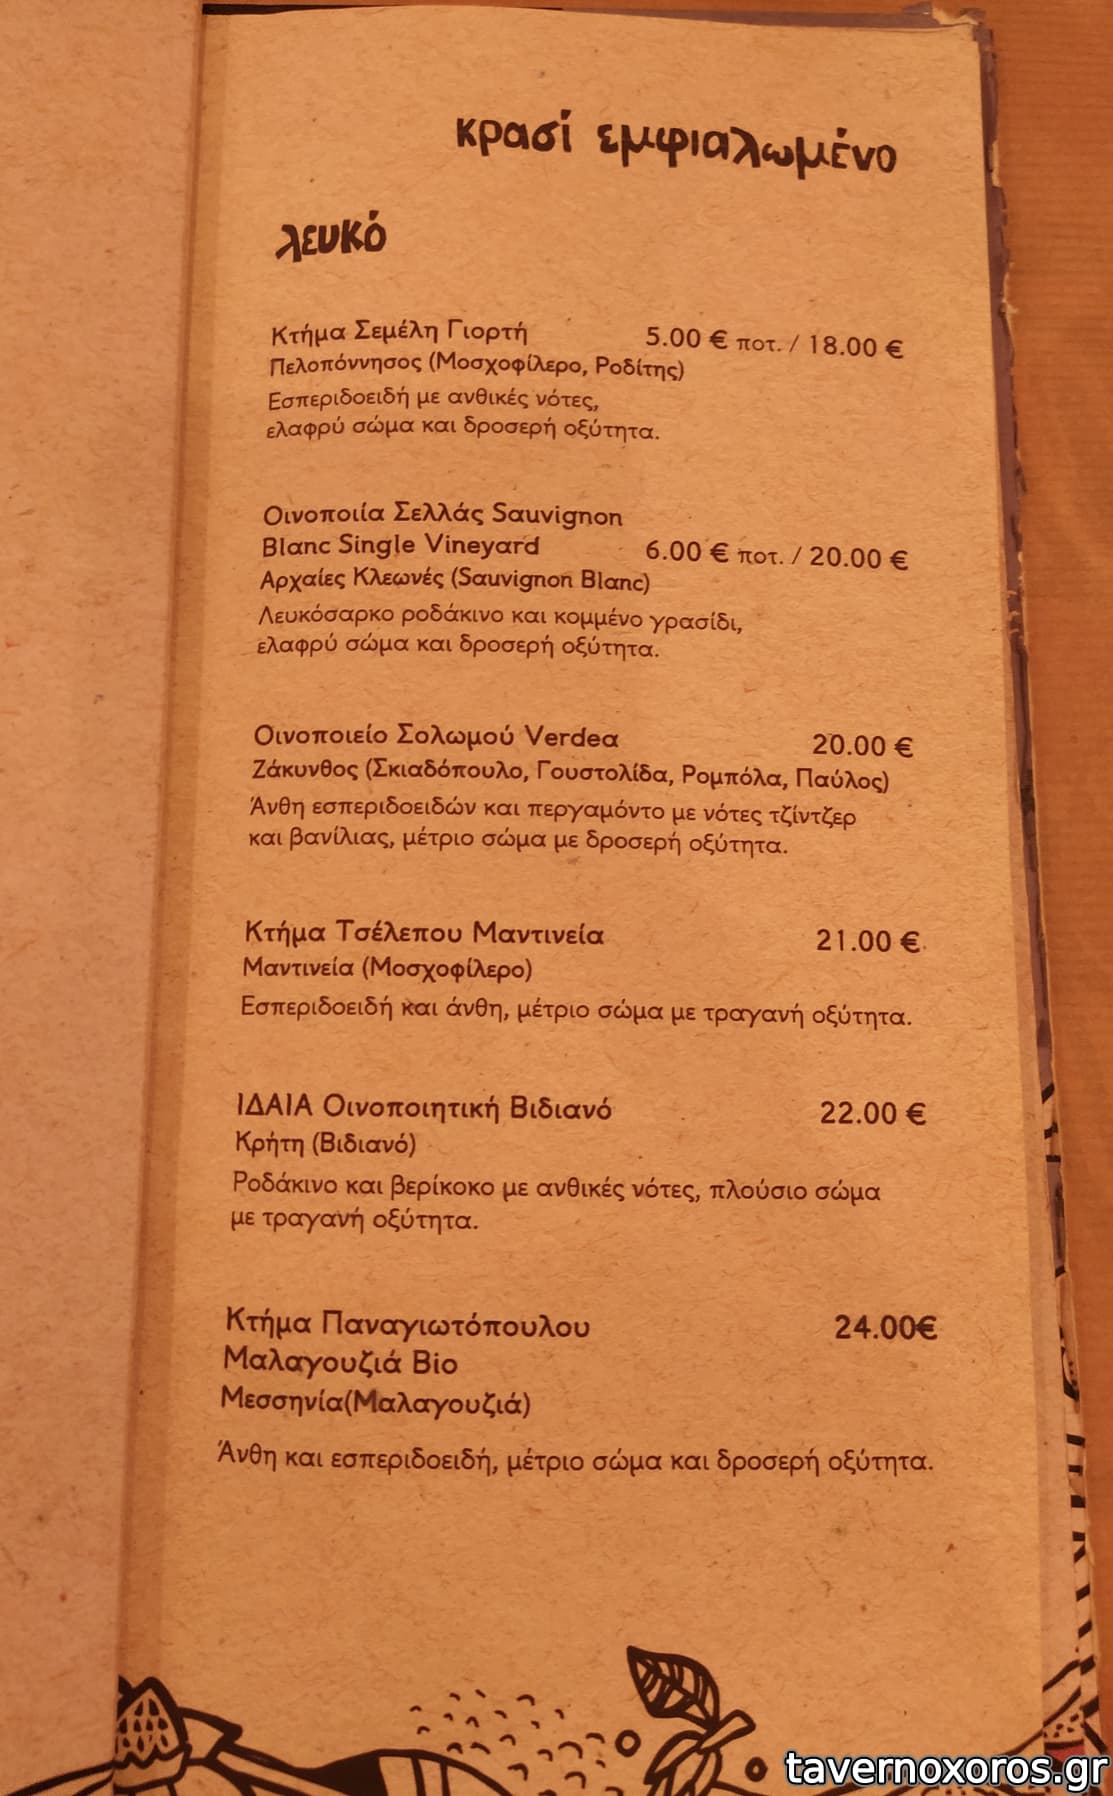 κρασί εμφιαλωμένο
λευκό
Κτήμα Σεμέλη Γιορτή 5.00 € ποτ. / 18.00 €
Πελοπόννησος (Μοσχοφίλερο, Ροδίτης)
Εσπεριδοειδή με ανθικές νότες,
ελαφρύ σώμα και δροσερή οξύτητα.
Οινοποιία Σελλάς Sauvignon
Blanc Single Vineyard 6.00 € ποτ. / 20.00 €
Αρχαίες Κλεωνές (Sauvignon Blanc)
Λευκόσαρκο ροδάκινο και κομμένο γρασίδι,
ελαφρύ σώμα και δροσερή οξύτητα.
Οινοποιείο Σολωμού Verdea 20.00 €
Ζάκυνθος (Σκιαδόπουλο, Γουστολίδα, Ρομπόλα, Παύλος)
Άνθη εσπεριδοειδών και περγαμόντο με νότες τζίντζερ
και βανίλιας, μέτριο σώμα με δροσερή οξύτητα.
Κτήμα Τσέλεπου Μαντινεία 21.00 €
Μαντινεία (Μοσχοφίλερο)
Εσπεριδοειδή και άνθη, μέτριο σώμα με τραγανή οξύτητα.
ΙΔΑΙΑ Οινοποιητική Βιδιανό 22.00 €
Κρήτη (Βιδιανό)
Ροδάκινο και βερίκοκο με ανθικές νότες, πλούσιο σώμα
με τραγανή οξύτητα.
Κτήμα Παναγιωτόπουλου 24.00€
Μαλαγουζιά Bio
Μεσσηνία(Μαλαγουζιά)
Άνθη και εσπεριδοειδή, μέτριο σώμα και δροσερή οξύτητα.
tavernoxoros.gr